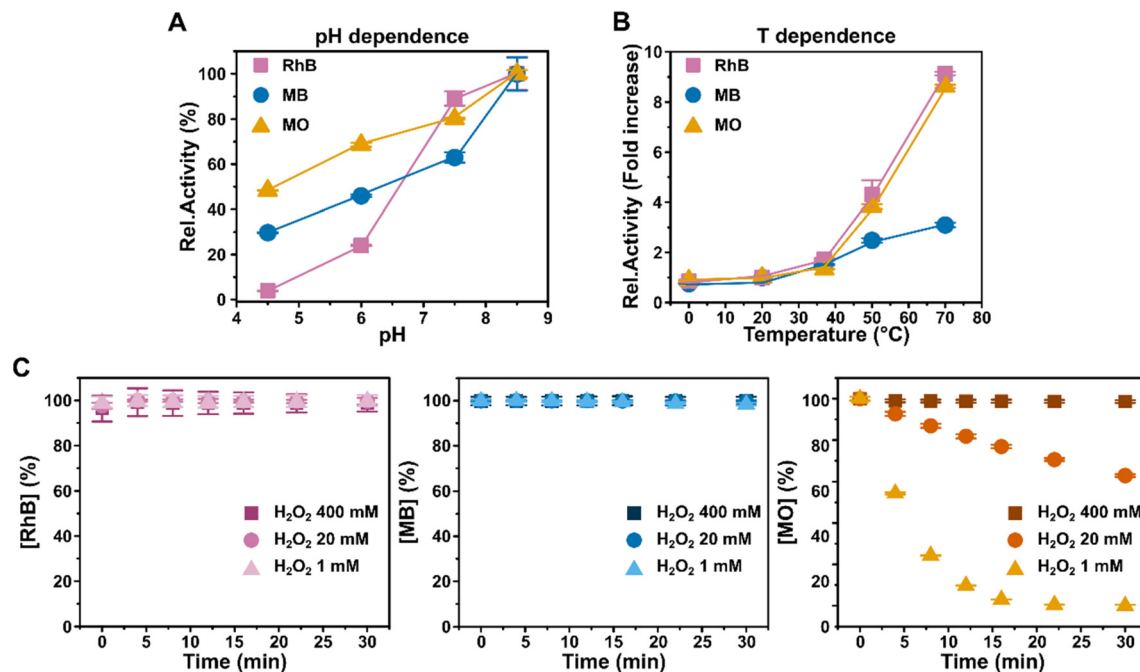 A
pH dependence
Rel.Activity (%)
100
80
60
40
20
0
RhB
MB
MO
4 5 6 7 8 9
pH
B
T dependence
Rel.Activity (Fold increase)
10
8
6
4
2
0
RhB
MB
MO
0 10 20 30 40 50 60 70 80
Temperature (°C)
C
[RhB] (%)
100
80
60
40
20
0
H₂O₂ 400 mM
H₂O₂ 20 mM
H₂O₂ 1 mM
0 5 10 15 20 25 30
Time (min)
[MB] (%)
100
80
60
40
20
0
H₂O₂ 400 mM
H₂O₂ 20 mM
H₂O₂ 1 mM
0 5 10 15 20 25 30
Time (min)
[MO] (%)
100
80
60
40
20
0
H₂O₂ 400 mM
H₂O₂ 20 mM
H₂O₂ 1 mM
0 5 10 15 20 25 30
Time (min)